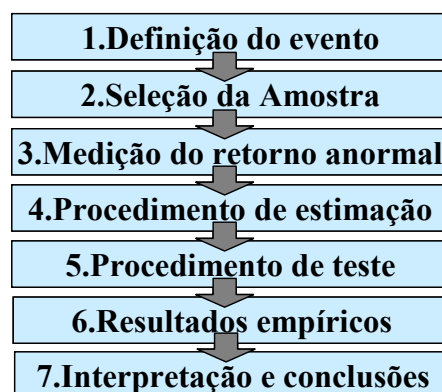 1.Definição do evento
2.Seleção da Amostra
3.Medição do retorno anormal
4.Procedimento de estimação
5.Procedimento de teste
6.Resultados empíricos
7.Interpretação e conclusões